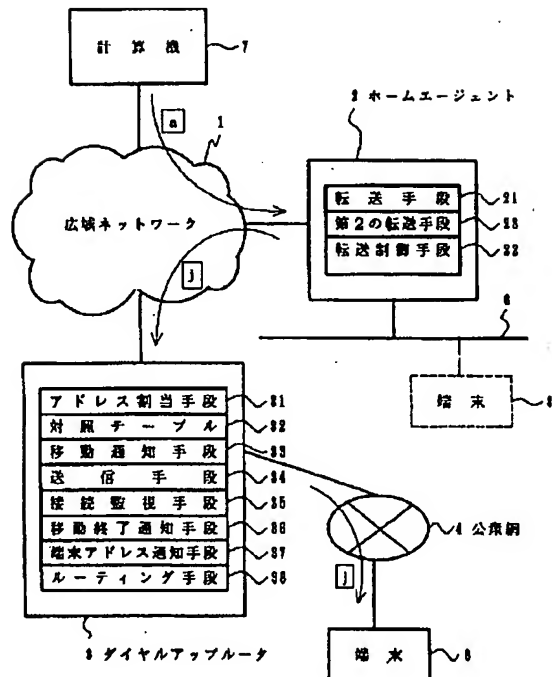 計算機 7
a
1
2 ホームエージェント
広域ネットワーク
転送手段 21
第2の転送手段 23
転送制御手段 22
j
6
端末
アドレス割当手段 31
対照テーブル 32
移動通知手段 33
送信手段 34
接続監視手段 35
移動終了通知手段 36
端末アドレス通知手段 37
ルーティング手段 38
4 公衆網
j
3 ダイヤルアップルータ
端末